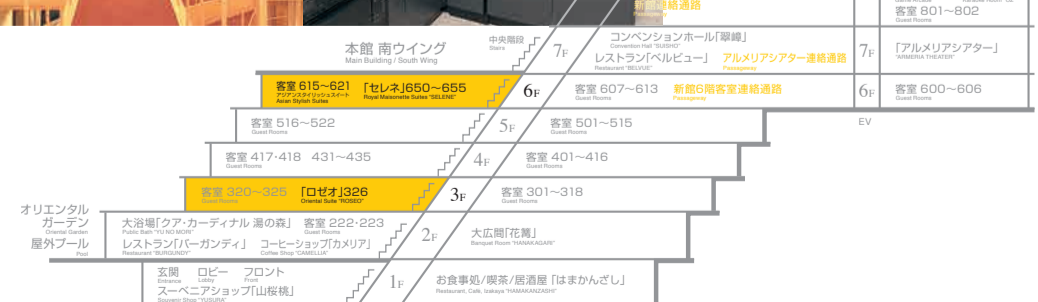 新館連絡通路
Passageway
客室 801〜802
Guest Rooms
本館 南ウイング
Main Building / South Wing
中央階段
Stairs
7F
コンベンションホール「翠嶂」
Convention Hall "SUISHO"
レストラン「ベルビュー」 アルメリアシアター連絡通路
Restaurant "BELVUE" Passageway
7F
「アルメリアシアター」
"ARMERIA THEATER"
客室 615〜621 「セレネ」650〜655
アジアンスタイリッシュスイート
Asian Stylish Suites
Royal Maisonette Suites "SELENE"
6F
客室 607〜613 新館6階客室連絡通路
Guest Rooms Passageway
6F
客室 600〜606
Guest Rooms
EV
客室 516〜522
Guest Rooms
5F
客室 501〜515
Guest Rooms
客室 417・418 431〜435
Guest Rooms
4F
客室 401〜416
Guest Rooms
客室 320〜325 「ロゼオ」326
Guest Rooms Oriental Suite "ROSEO"
3F
客室 301〜318
Guest Rooms
オリエンタル
ガーデン
Oriental Garden
屋外プール
Pool
大浴場「クア・カーディナル 湯の森」 客室 222・223
Public Bath "YU NO MORI" Guest Rooms
レストラン「バーガンディ」 コーヒーショップ「カメリア」
Restaurant "BURGUNDY" Coffee Shop "CAMELLIA"
2F
大広間「花篝」
Banquet Room "HANAKAGARI"
玄関 ロビー フロント
Entrance Lobby Front
スーベニアショップ「山桜桃」
Souvenir Shop "YUSURA"
1F
お食事処/喫茶/居酒屋「はまかんざし」
Restaurant, Café, Izakaya "HAMAKANZASHI"